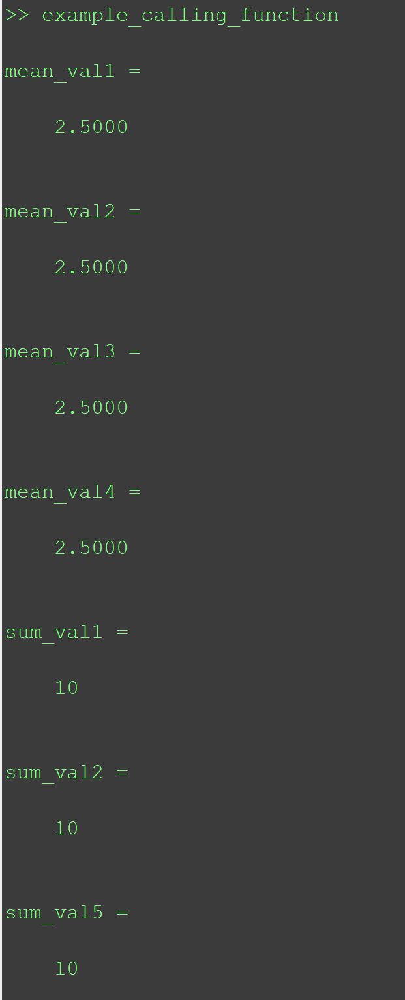 >> example_calling_function
mean_val1 =
2.5000
mean_val2 =
2.5000
mean_val3 =
2.5000
mean_val4 =
2.5000
sum_val1 =
10
sum_val2 =
10
sum_val5 =
10